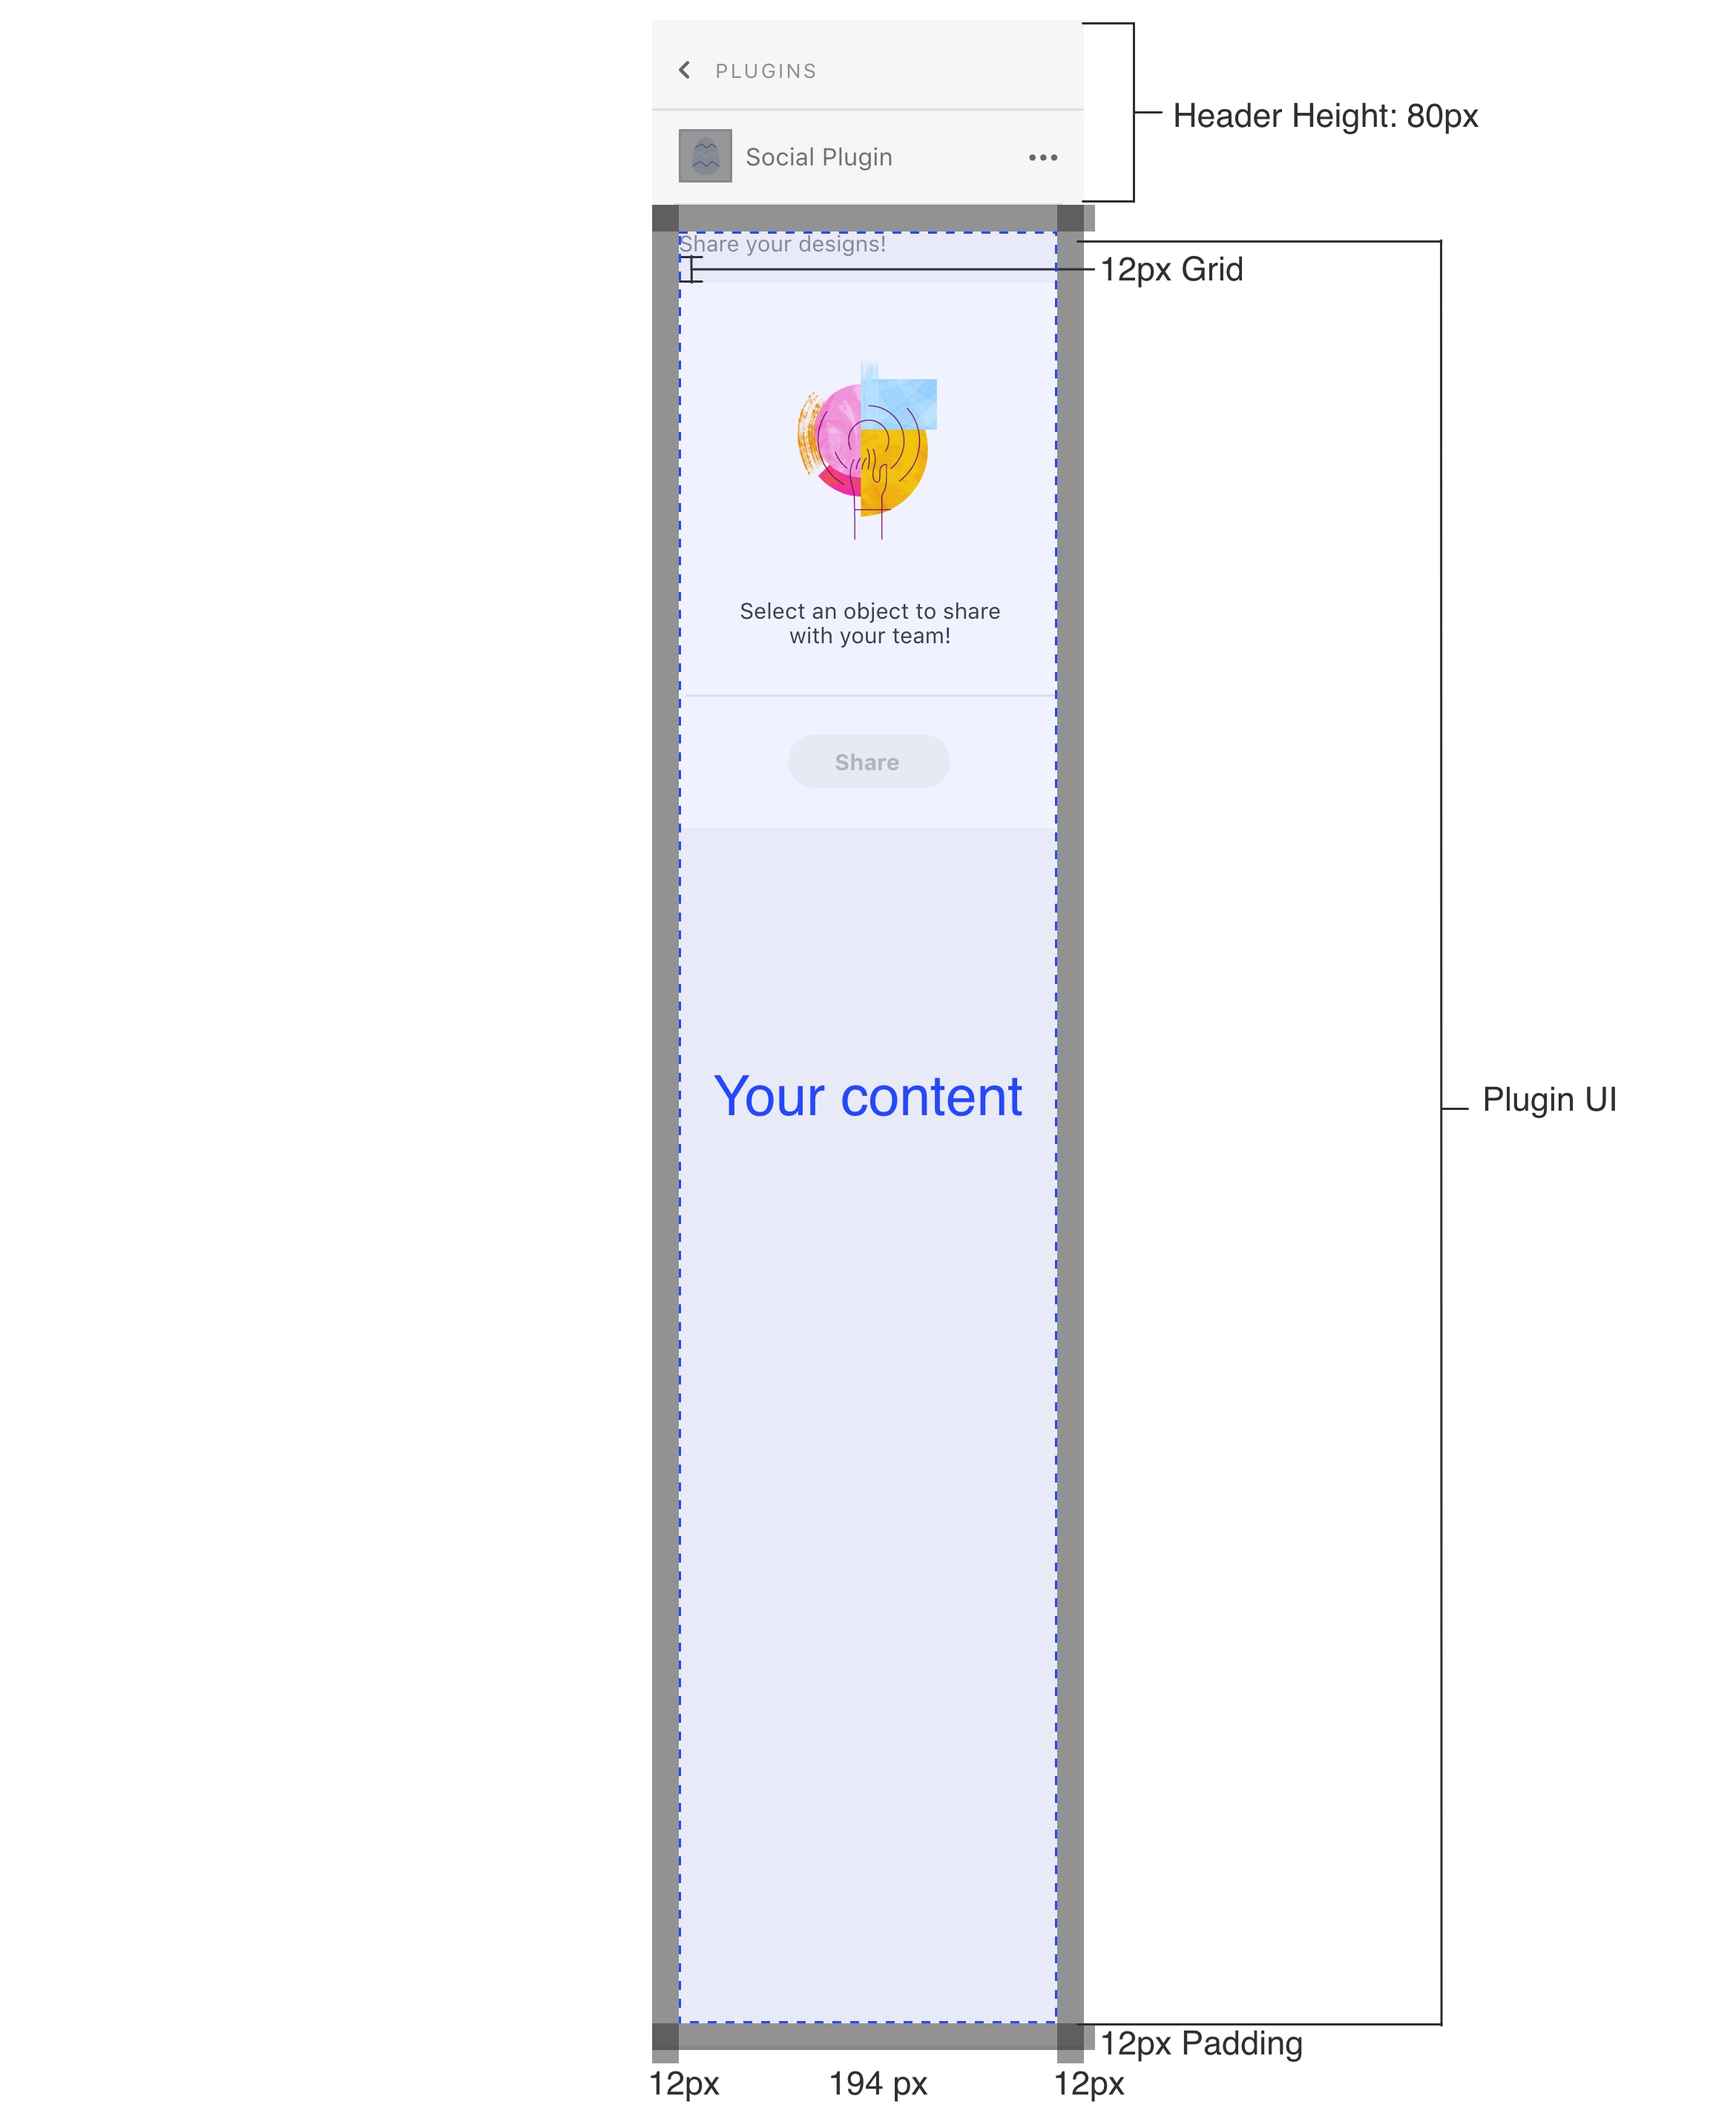 PLUGINS
Header Height: 80px
Social Plugin
Share your designs!
12px Grid
Select an object to share
with your team!
Share
Your content
Plugin UI
12px Padding
12px
194 px
12px